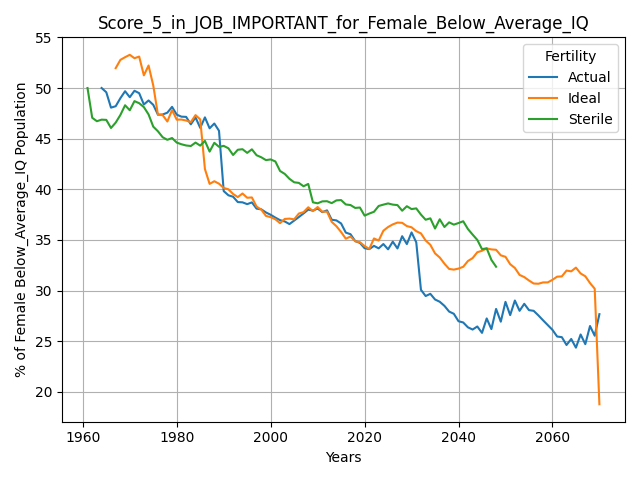 Score_5_in_JOB_IMPORTANT_for_Female_Below_Average_IQ
% of Female Below_Average_IQ Population
55
50
45
40
35
30
25
20
Fertility
Actual
Ideal
Sterile
1960 1980 2000 2020 2040 2060
Years